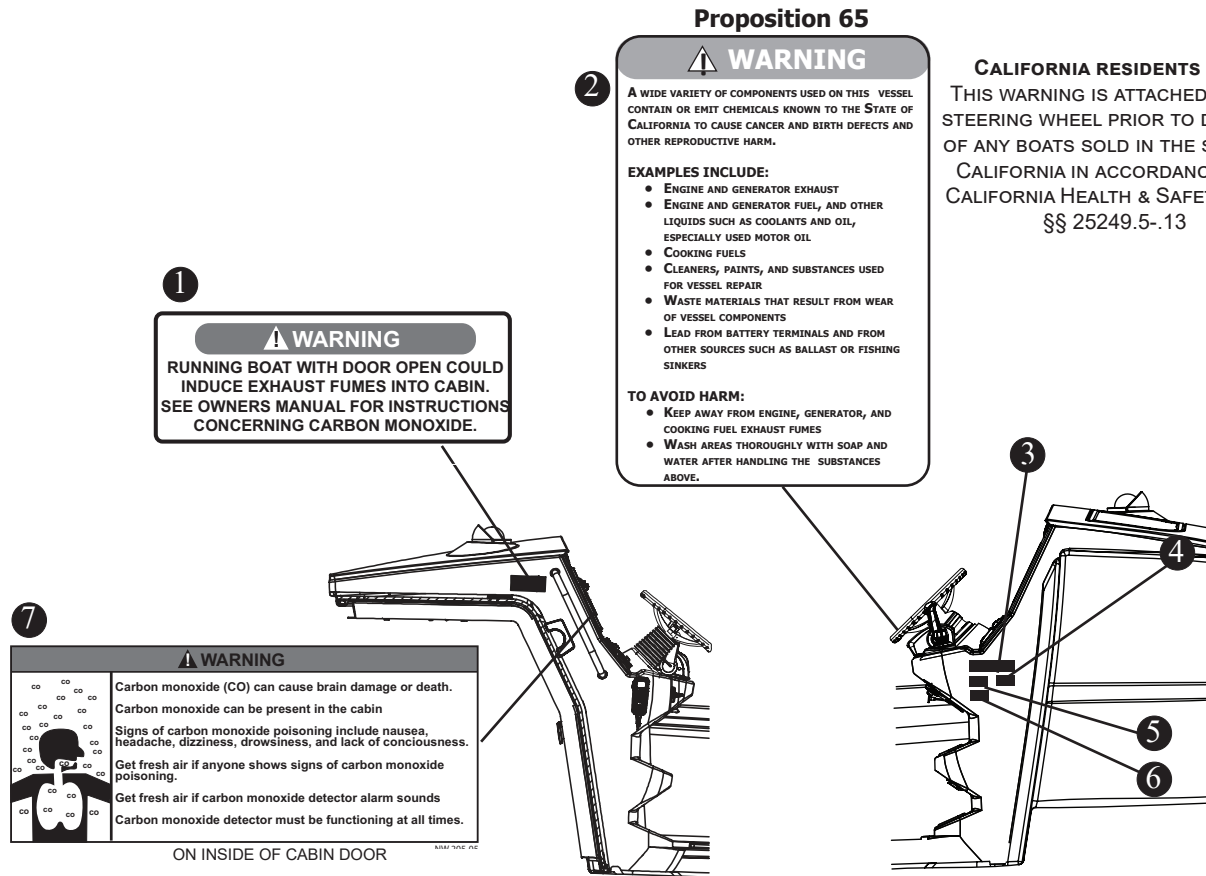 Proposition 65
2
WARNING
A WIDE VARIETY OF COMPONENTS USED ON THIS VESSEL
CONTAIN OR EMIT CHEMICALS KNOWN TO THE STATE OF
CALIFORNIA TO CAUSE CANCER AND BIRTH DEFECTS AND
OTHER REPRODUCTIVE HARM.
EXAMPLES INCLUDE:
• ENGINE AND GENERATOR EXHAUST
• ENGINE AND GENERATOR FUEL, AND OTHER
LIQUIDS SUCH AS COOLANTS AND OIL,
ESPECIALLY USED MOTOR OIL
• COOKING FUELS
• CLEANERS, PAINTS, AND SUBSTANCES USED
FOR VESSEL REPAIR
• WASTE MATERIALS THAT RESULT FROM WEAR
OF VESSEL COMPONENTS
• LEAD FROM BATTERY TERMINALS AND FROM
OTHER SOURCES SUCH AS BALLAST OR FISHING
SINKERS
TO AVOID HARM:
• KEEP AWAY FROM ENGINE, GENERATOR, AND
COOKING FUEL EXHAUST FUMES
• WASH AREAS THOROUGHLY WITH SOAP AND
WATER AFTER HANDLING THE SUBSTANCES
ABOVE.
CALIFORNIA RESIDENTS
THIS WARNING IS ATTACHED
STEERING WHEEL PRIOR TO D
OF ANY BOATS SOLD IN THE S
CALIFORNIA IN ACCORDANC
CALIFORNIA HEALTH & SAFET
§§ 25249.5-.13
1
WARNING
RUNNING BOAT WITH DOOR OPEN COULD
INDUCE EXHAUST FUMES INTO CABIN.
SEE OWNERS MANUAL FOR INSTRUCTIONS
CONCERNING CARBON MONOXIDE.
3
4
5
6
7
WARNING
Carbon monoxide (CO) can cause brain damage or death.
Carbon monoxide can be present in the cabin
Signs of carbon monoxide poisoning include nausea,
headache, dizziness, drowsiness, and lack of conciousness.
Get fresh air if anyone shows signs of carbon monoxide
poisoning.
Get fresh air if carbon monoxide detector alarm sounds
Carbon monoxide detector must be functioning at all times.
ON INSIDE OF CABIN DOOR